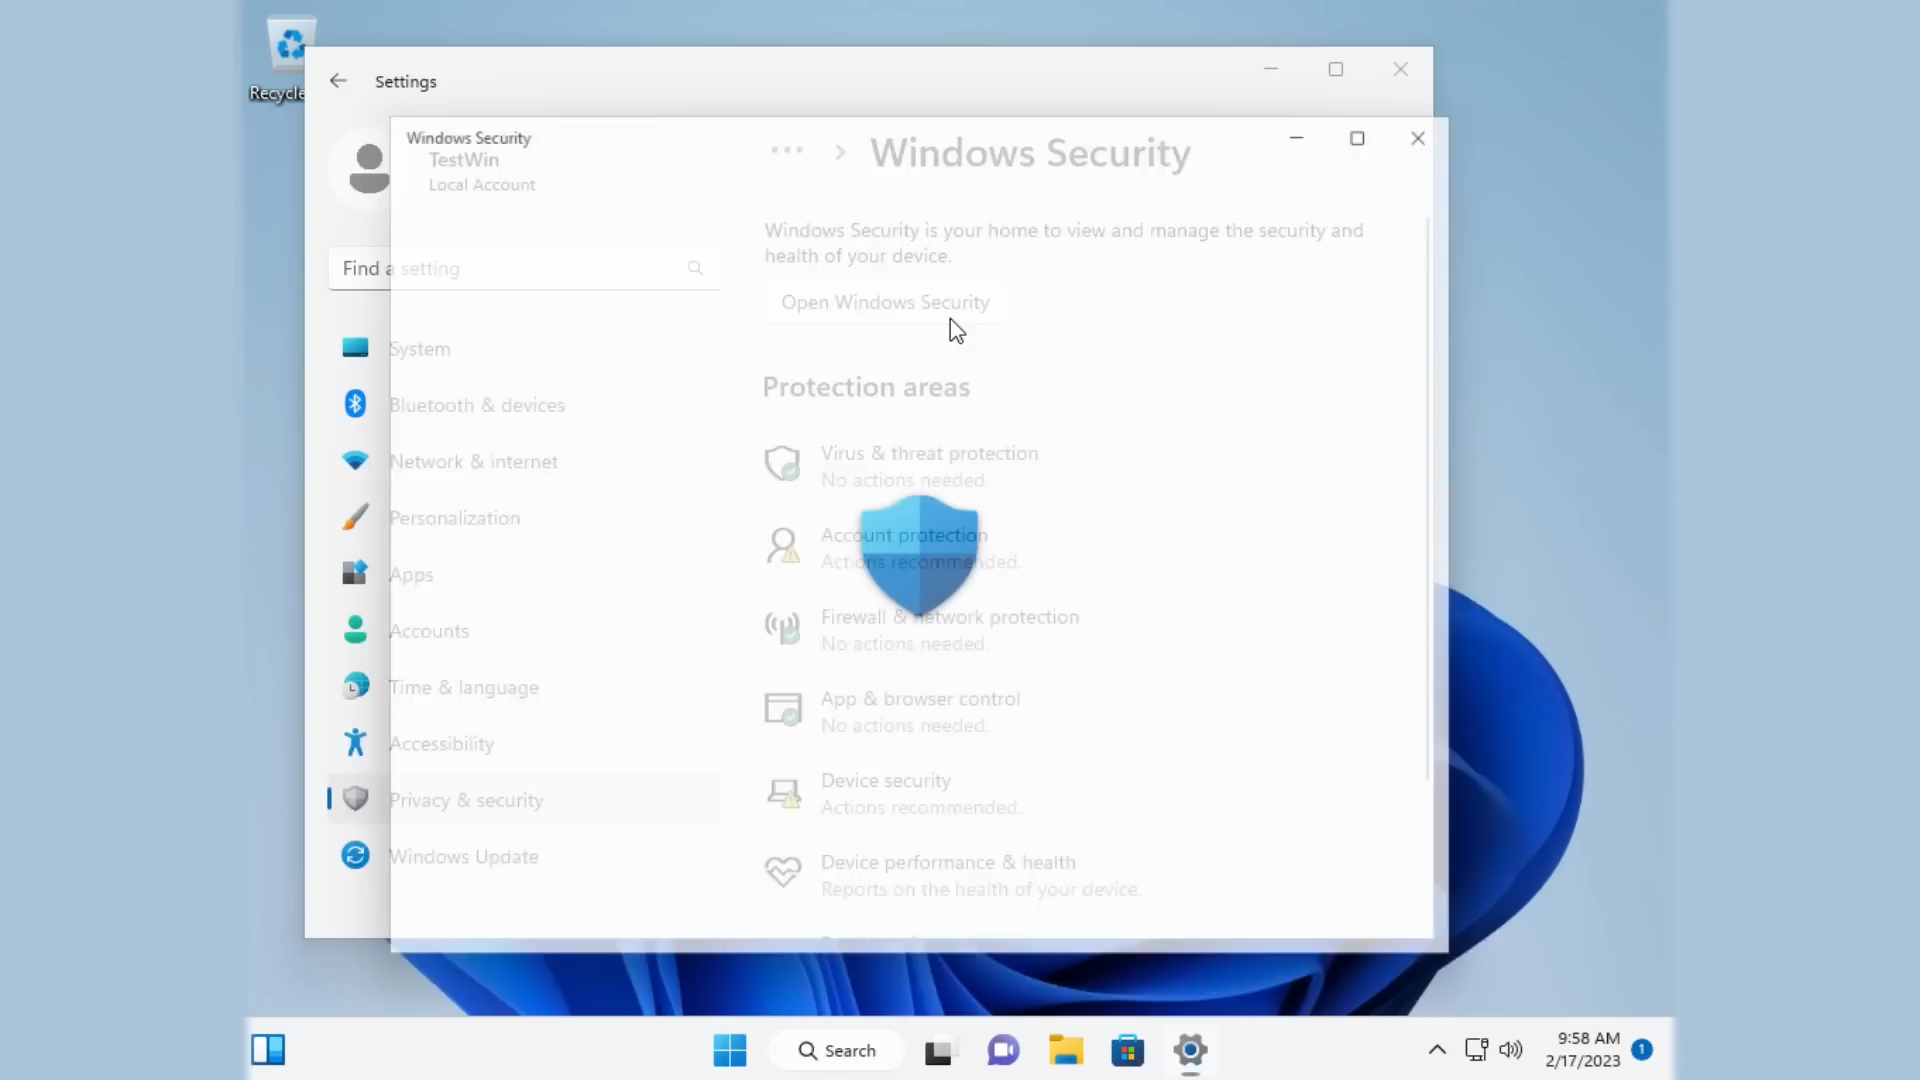 Recycle
Settings
Windows Security
TestWin
Local Account
Find a setting
System
Bluetooth & devices
Network & internet
Personalization
Apps
Accounts
Time & language
Accessibility
Privacy & security
Windows Update
Windows Security
Windows Security is your home to view and manage the security and
health of your device.
Open Windows Security
Protection areas
Virus & threat protection
No actions needed.
Account protection
Actions recommended.
Firewall & network protection
No actions needed.
App & browser control
No actions needed.
Device security
Actions recommended.
Device performance & health
Reports on the health of your device.
Search
9:58 AM
2/17/2023
1